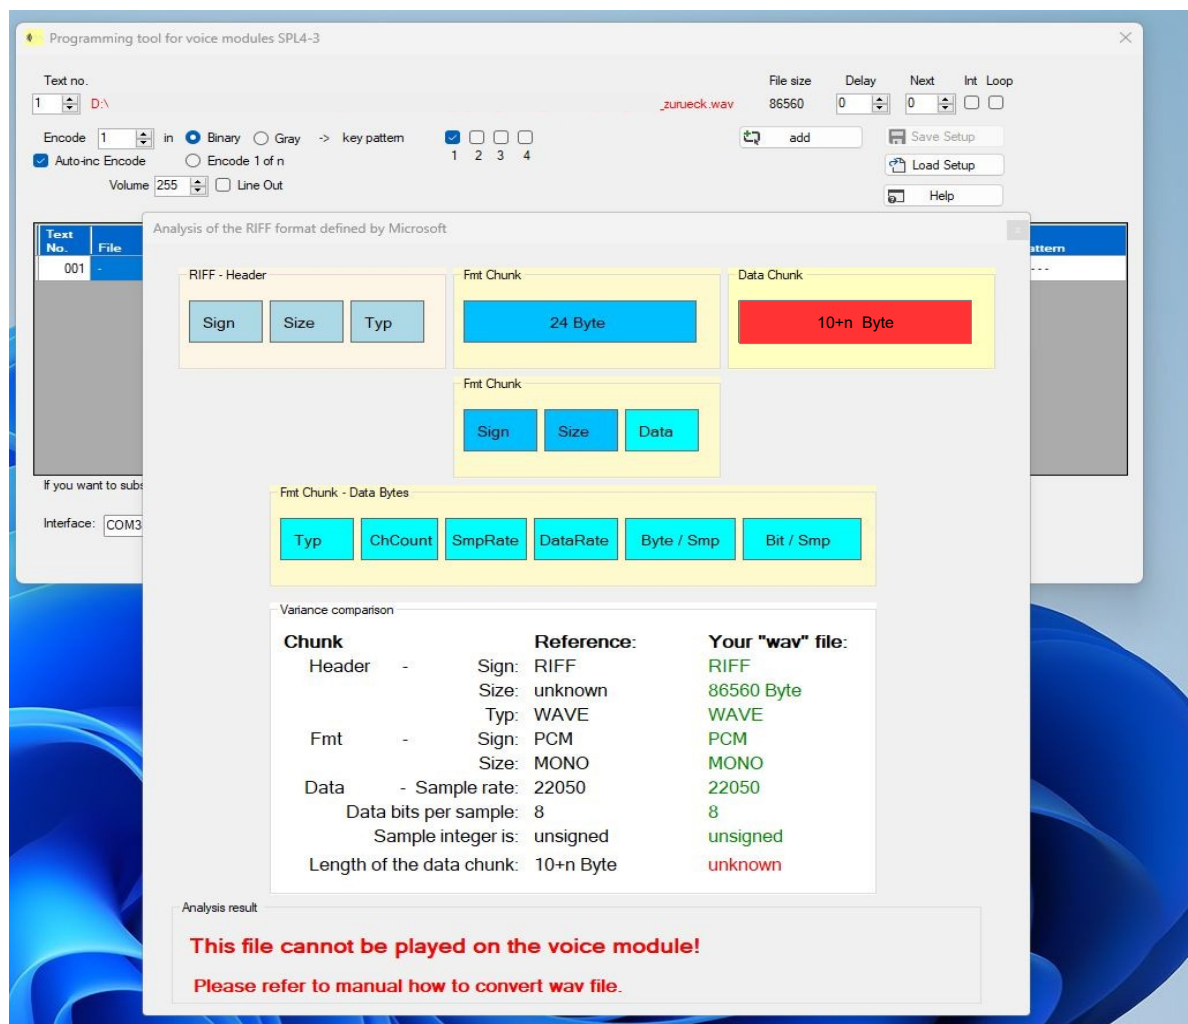 Programming tool for voice modules SPL4-3
Text no. File size Delay Next Int Loop
1 D:\ _zurueck.wav 86560 0 0
Encode 1 in Binary Gray -> key pattern add Save Setup
Auto-inc Encode Encode 1 of n 1 2 3 4 Load Setup
Volume 255 Line Out Help
Text
No. File attern
001 - - - -
If you want to subs
Interface: COM3
Analysis of the RIFF format defined by Microsoft
RIFF - Header Fmt Chunk Data Chunk
Sign Size Typ 24 Byte 10+n Byte
Fmt Chunk
Sign Size Data
Fmt Chunk - Data Bytes
Typ ChCount SmpRate DataRate Byte / Smp Bit / Smp
Variance comparison
Chunk Reference: Your "wav" file:
Header - Sign: RIFF RIFF
Size: unknown 86560 Byte
Typ: WAVE WAVE
Fmt - Sign: PCM PCM
Size: MONO MONO
Data - Sample rate: 22050 22050
Data bits per sample: 8 8
Sample integer is: unsigned unsigned
Length of the data chunk: 10+n Byte unknown
Analysis result
This file cannot be played on the voice module!
Please refer to manual how to convert wav file.